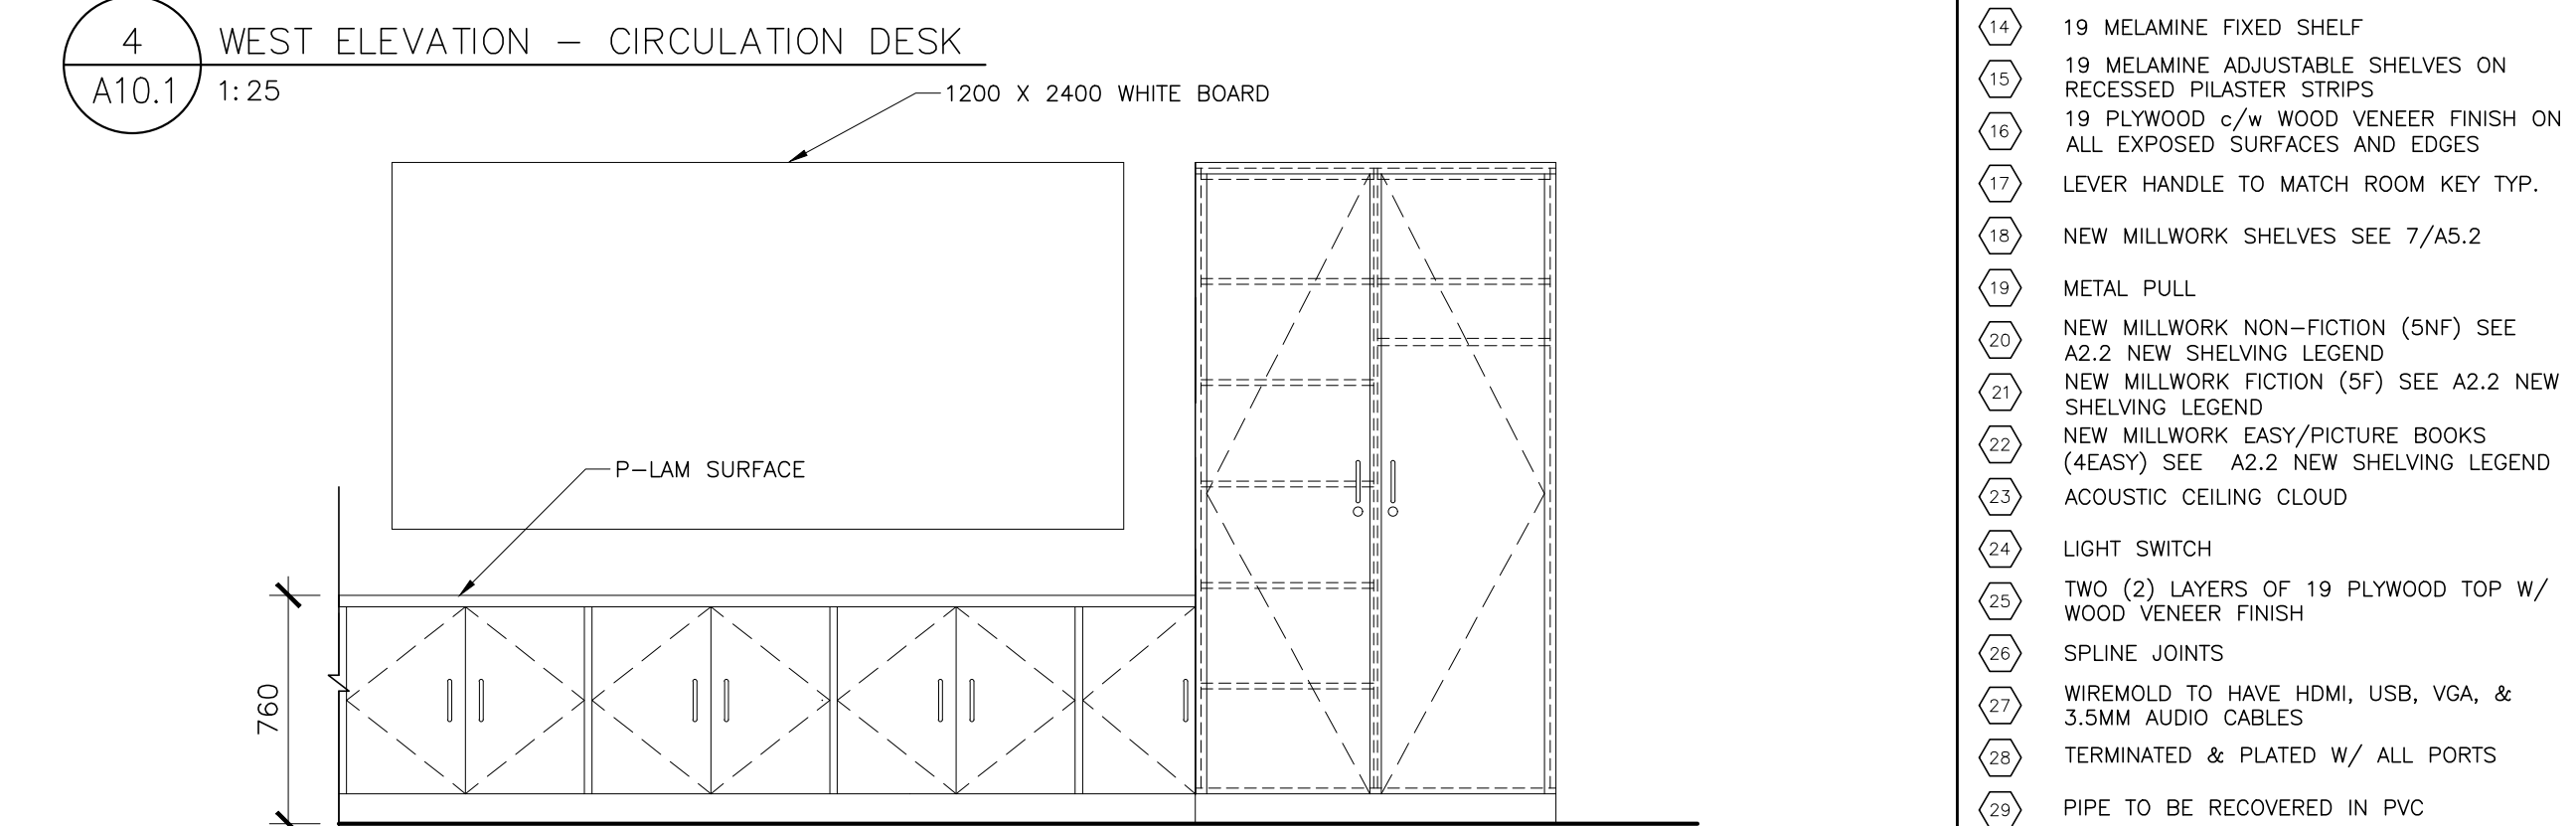 4
WEST ELEVATION – CIRCULATION DESK
A10.1
1:25
1200 X 2400 WHITE BOARD
P–LAM SURFACE
760
14 19 MELAMINE FIXED SHELF
15 19 MELAMINE ADJUSTABLE SHELVES ON
RECESSED PILASTER STRIPS
16 19 PLYWOOD c/w WOOD VENEER FINISH ON
ALL EXPOSED SURFACES AND EDGES
17 LEVER HANDLE TO MATCH ROOM KEY TYP.
18 NEW MILLWORK SHELVES SEE 7/A5.2
19 METAL PULL
20 NEW MILLWORK NON–FICTION (5NF) SEE
A2.2 NEW SHELVING LEGEND
21 NEW MILLWORK FICTION (5F) SEE A2.2 NEW
SHELVING LEGEND
22 NEW MILLWORK EASY/PICTURE BOOKS
(4EASY) SEE A2.2 NEW SHELVING LEGEND
23 ACOUSTIC CEILING CLOUD
24 LIGHT SWITCH
25 TWO (2) LAYERS OF 19 PLYWOOD TOP W/
WOOD VENEER FINISH
26 SPLINE JOINTS
27 WIREMOLD TO HAVE HDMI, USB, VGA, &
3.5MM AUDIO CABLES
28 TERMINATED & PLATED W/ ALL PORTS
29 PIPE TO BE RECOVERED IN PVC